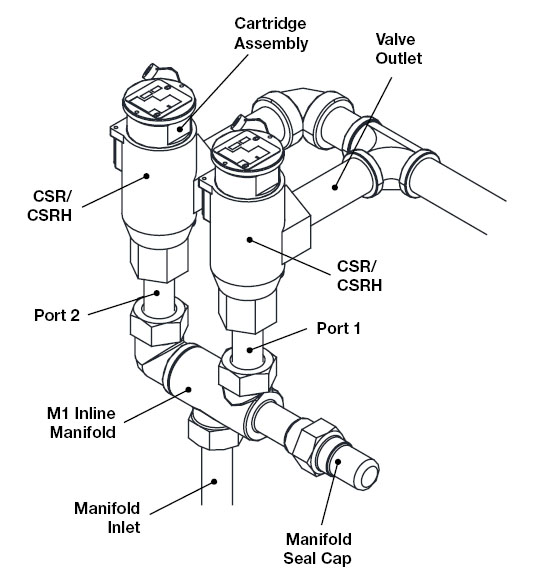 Cartridge
Assembly
Valve
Outlet
CSR/
CSRH
CSR/
CSRH
Port 2
Port 1
M1 Inline
Manifold
Manifold
Inlet
Manifold
Seal Cap